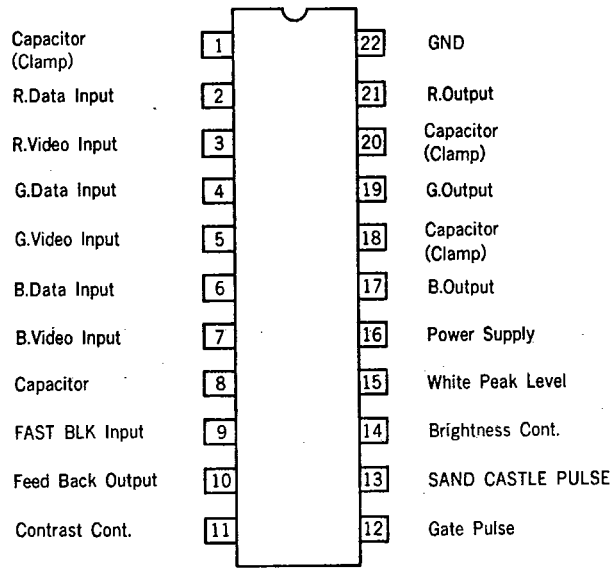 Capacitor
(Clamp)
1
22
GND
R.Data Input
2
21
R.Output
R.Video Input
3
20
Capacitor
(Clamp)
G.Data Input
4
19
G.Output
G.Video Input
5
18
Capacitor
(Clamp)
B.Data Input
6
17
B.Output
B.Video Input
7
16
Power Supply
Capacitor
8
15
White Peak Level
FAST BLK Input
9
14
Brightness Cont.
Feed Back Output
10
13
SAND CASTLE PULSE
Contrast Cont.
11
12
Gate Pulse